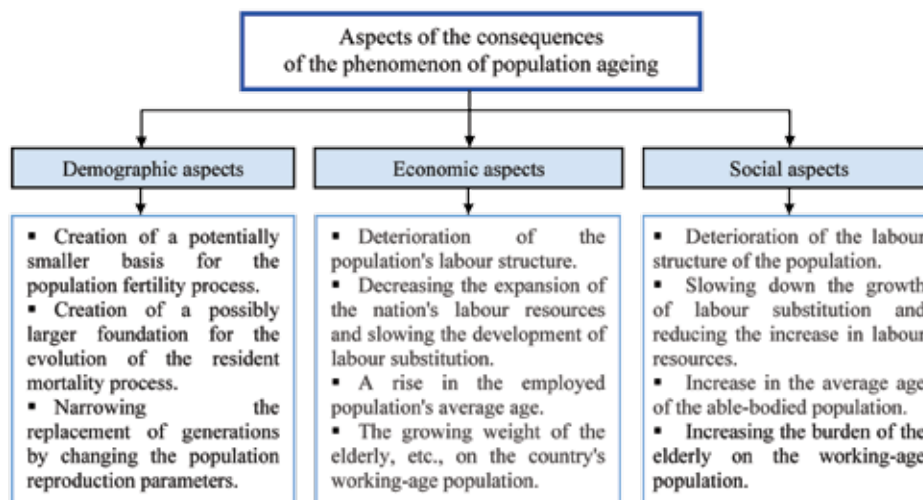 Aspects of the consequences
of the phenomenon of population ageing
Demographic aspects
Economic aspects
Social aspects
▪ Creation of a potentially
smaller basis for the
population fertility process.
▪ Creation of a possibly
larger foundation for the
evolution of the resident
mortality process.
▪ Narrowing the
replacement of generations
by changing the population
reproduction parameters.
▪ Deterioration of the
population's labour structure.
▪ Decreasing the expansion
of the nation's labour resources
and slowing the development of
labour substitution.
▪ A rise in the employed
population's average age.
▪ The growing weight of the
elderly, etc., on the country's
working-age population.
▪ Deterioration of the labour
structure of the population.
▪ Slowing down the growth
of labour substitution and
reducing the increase in labour
resources.
▪ Increase in the average age
of the able-bodied population.
▪ Increasing the burden of the
elderly on the working-age
population.